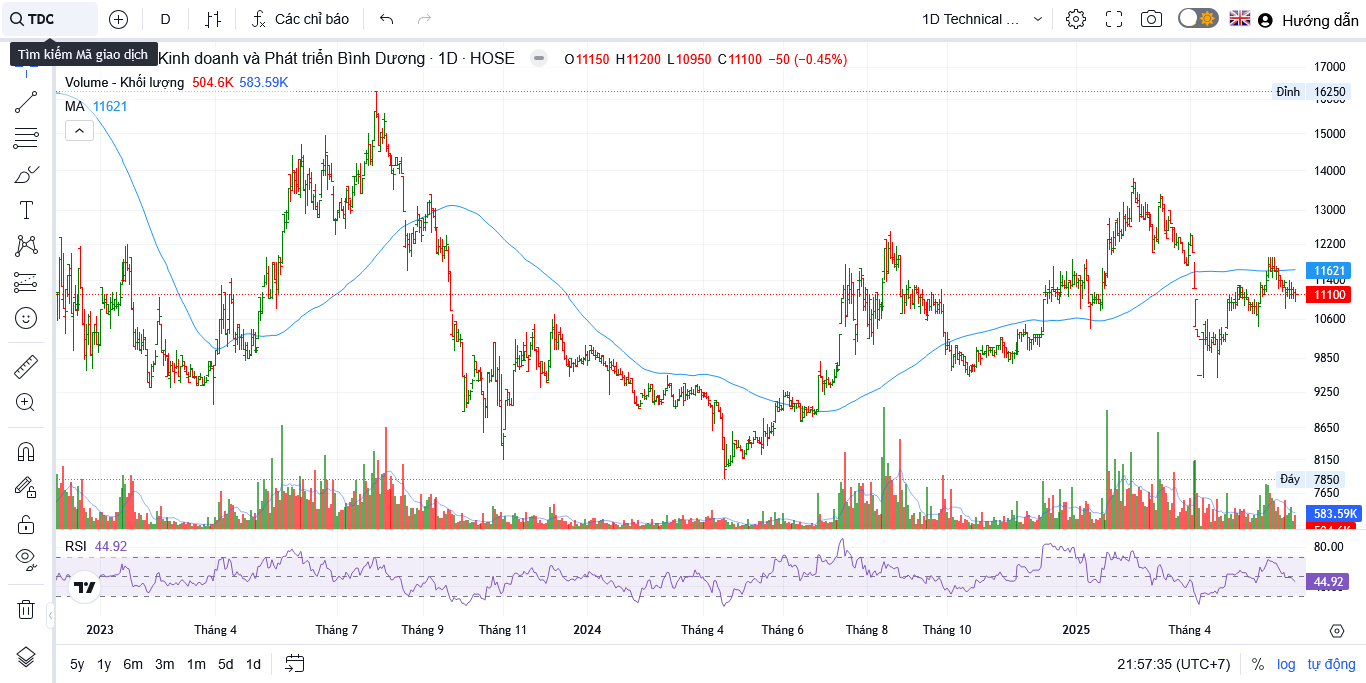 TDC D Các chỉ báo 1D Technical ... Hướng dẫn
Tìm kiếm Mã giao dịch
Kinh doanh và Phát triển Bình Dương · 1D · HOSE O11150 H11200 L10950 C11100 −50 (−0.45%)
Volume - Khối lượng 504.6K 583.59K
MA 11621
17000
Đỉnh 16250
15000
14000
13000
12200
11621
11400
11100
10600
9850
9250
8650
8150
Đáy 7850
7650
583.59K
504.6K
RSI 44.92
80.00
44.92
2023 Tháng 4 Tháng 7 Tháng 9 Tháng 11 2024 Tháng 4 Tháng 6 Tháng 8 Tháng 10 2025 Tháng 4
5y 1y 6m 3m 1m 5d 1d 21:57:35 (UTC+7) % log tự động